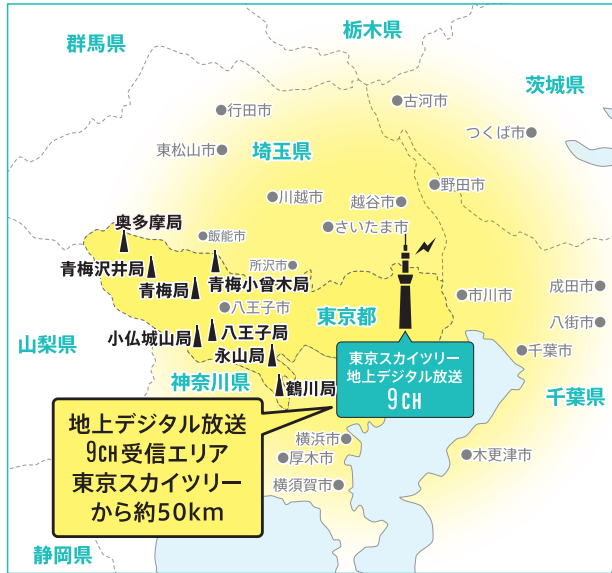 栃木県
群馬県
茨城県
古河市
行田市
つくば市
東松山市
埼玉県
野田市
川越市
越谷市
奥多摩局
さいたま市
飯能市
青梅沢井局
所沢市
青梅小曾木局
青梅局
成田市
市川市
八王子市
東京都
八街市
小仏城山局
八王子局
山梨県
永山局
千葉市
東京スカイツリー
地上デジタル放送
9CH
神奈川県
鶴川局
千葉県
地上デジタル放送
9CH受信エリア
東京スカイツリー
から約50km
横浜市
厚木市
木更津市
横須賀市
静岡県